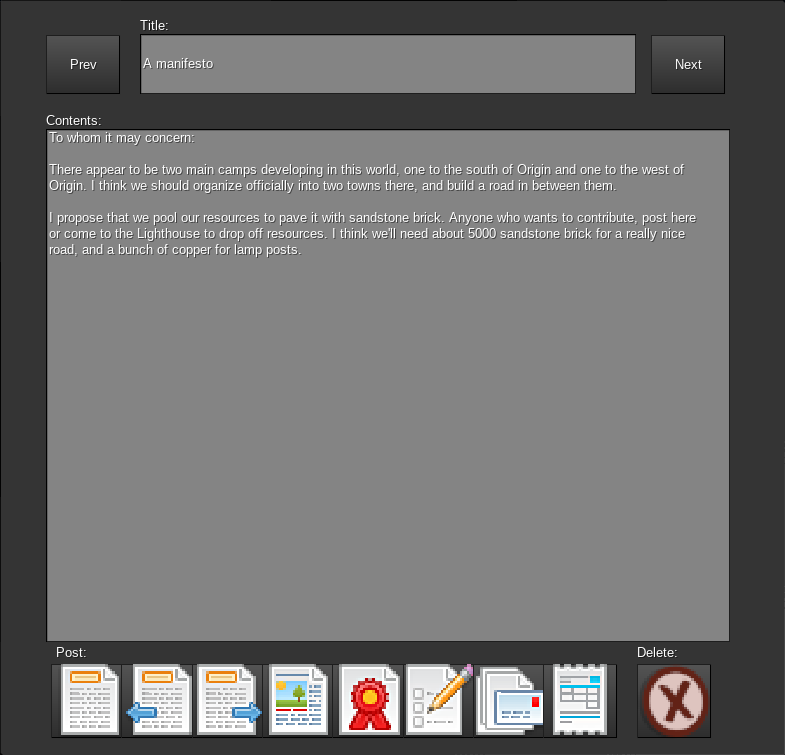 Title:
Prev
A manifesto
Next
Contents:
To whom it may concern:
There appear to be two main camps developing in this world, one to the south of Origin and one to the west of
Origin. I think we should organize officially into two towns there, and build a road in between them.
I propose that we pool our resources to pave it with sandstone brick. Anyone who wants to contribute, post here
or come to the Lighthouse to drop off resources. I think we'll need about 5000 sandstone brick for a really nice
road, and a bunch of copper for lamp posts.
Post:
Delete:
X